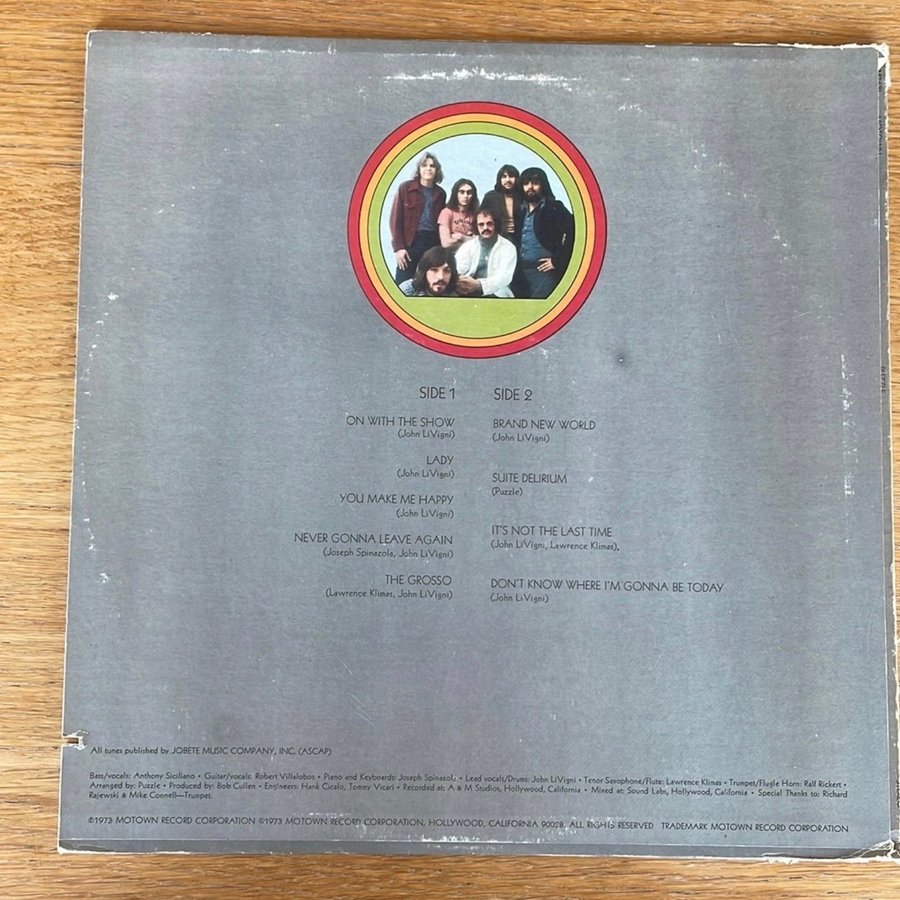 SIDE 1
ON WITH THE SHOW
(John LiVigni)
LADY
(John LiVigni)
YOU MAKE ME HAPPY
(John LiVigni)
NEVER GONNA LEAVE AGAIN
(Joseph Spinazola, John LiVigni)
THE GROSSO
(Lawrence Klimas, John LiVigni)
SIDE 2
BRAND NEW WORLD
(John LiVigni)
SUITE DELIRIUM
(Puzzle)
IT'S NOT THE LAST TIME
(John LiVigni, Lawrence Klimas),
DON'T KNOW WHERE I'M GONNA BE TODAY
(John LiVigni)
All tunes published by JOBETE MUSIC COMPANY, INC. (ASCAP)
Bass/vocals: Anthony Siciliano • Guitar/vocals: Robert Villalobos • Piano and Keyboards: Joseph Spinazola • Lead vocals/Drums: John LiVigni • Tenor Saxophone/Flute: Lawrence Klimas • Trumpet/Flugle Horn: Ralf Rickert •
Arranged by: Puzzle • Produced by: Bob Cullen • Engineers: Hank Cicalo, Tommy Vicari • Recorded at: A & M Studios, Hollywood, California • Mixed at: Sound Labs, Hollywood, California • Special Thanks to: Richard
Rajewski & Mike Connell—Trumpet.
©1973 MOTOWN RECORD CORPORATION ℗1973 MOTOWN RECORD CORPORATION, HOLLYWOOD, CALIFORNIA 90028. ALL RIGHTS RESERVED TRADEMARK MOTOWN RECORD CORPORATION